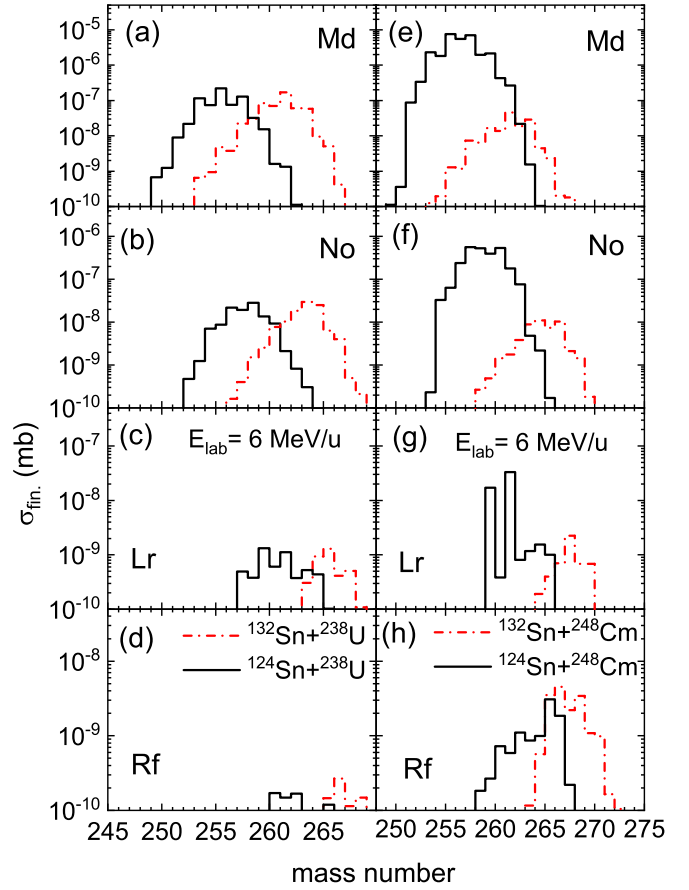 (a) Md (e) Md
10⁻⁵
10⁻⁶
10⁻⁷
10⁻⁸
10⁻⁹
10⁻¹⁰
(b) No (f) No
10⁻⁶
10⁻⁷
10⁻⁸
10⁻⁹
10⁻¹⁰
(c) E_lab= 6 MeV/u (g) E_lab= 6 MeV/u
10⁻⁷
10⁻⁸
10⁻⁹
Lr Lr
10⁻¹⁰
σ_fin. (mb)
(d) ¹³²Sn+²³⁸U (h) ¹³²Sn+²⁴⁸Cm
¹²⁴Sn+²³⁸U ¹²⁴Sn+²⁴⁸Cm
10⁻⁸
10⁻⁹
Rf Rf
10⁻¹⁰
245 250 255 260 265 250 255 260 265 270 275
mass number